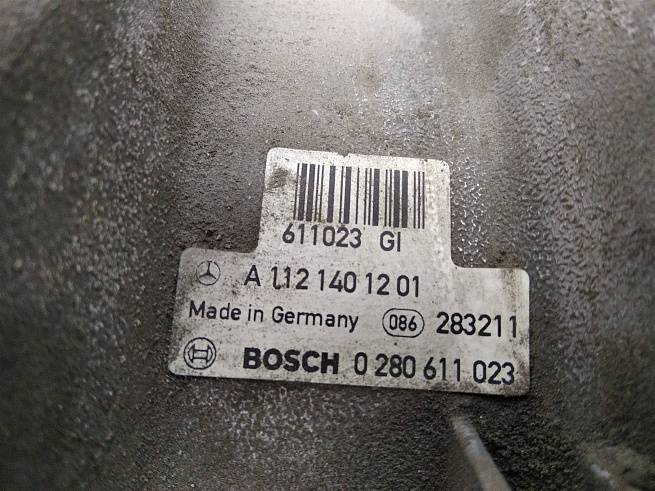 611023 GI
A 112 140 12 01
Made in Germany 086 283211
BOSCH 0 280 611 023